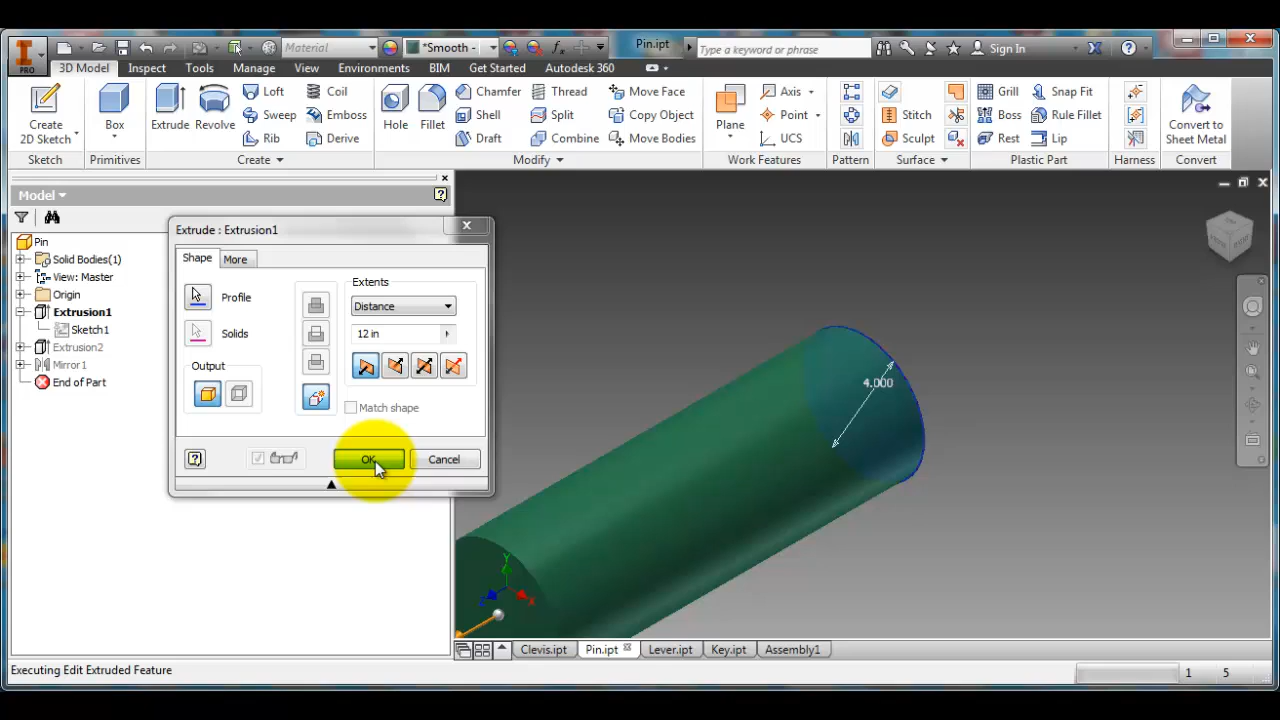 PRO
Material
*Smooth -
Pin.ipt
Type a keyword or phrase
Sign In
3D Model Inspect Tools Manage View Environments BIM Get Started Autodesk 360
Create
2D Sketch
Sketch
Box
Primitives
Extrude
Revolve
Loft
Sweep
Rib
Coil
Emboss
Derive
Create
Hole
Fillet
Chamfer
Shell
Draft
Thread
Split
Combine
Move Face
Copy Object
Move Bodies
Modify
Plane
Axis
Point
UCS
Work Features
Pattern
Stitch
Sculpt
Surface
Grill
Boss
Rest
Snap Fit
Rule Fillet
Lip
Plastic Part
Harness
Convert to
Sheet Metal
Convert
Model
Pin
Solid Bodies(1)
View: Master
Origin
Extrusion1
Sketch1
Extrusion2
Mirror1
End of Part
Extrude : Extrusion1
Shape More
Profile
Solids
Output
Extents
Distance
12 in
Match shape
OK
Cancel
4.000
Y
X
Z
Clevis.ipt Pin.ipt Lever.ipt Key.ipt Assembly1
Executing Edit Extruded Feature
1 5